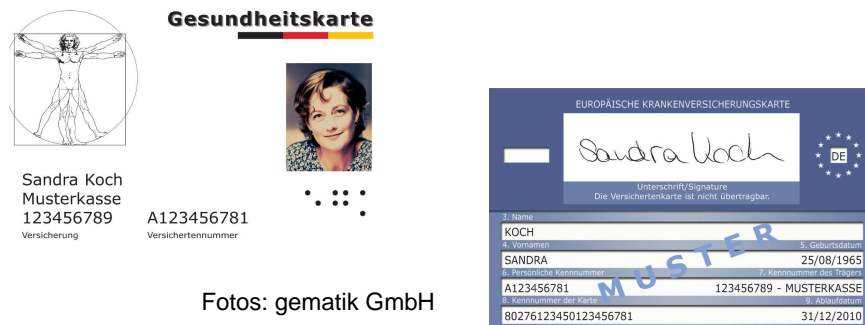 Gesundheitskarte
Sandra Koch
Musterkasse
123456789 A123456781
Versicherung Versichertennummer
Fotos: gematik GmbH
EUROPÄISCHE KRANKENVERSICHERUNGSKARTE
Sandra Koch
DE
Unterschrift/Signature
Die Versichertenkarte ist nicht übertragbar.
3. Name
KOCH
4. Vornamen 5. Geburtsdatum
SANDRA 25/08/1965
6. Persönliche Kennnummer 7. Kennnummer des Trägers
A123456781 123456789 - MUSTERKASSE
8. Kennnummer der Karte 9. Ablaufdatum
80276123450123456781 31/12/2010
MUSTER